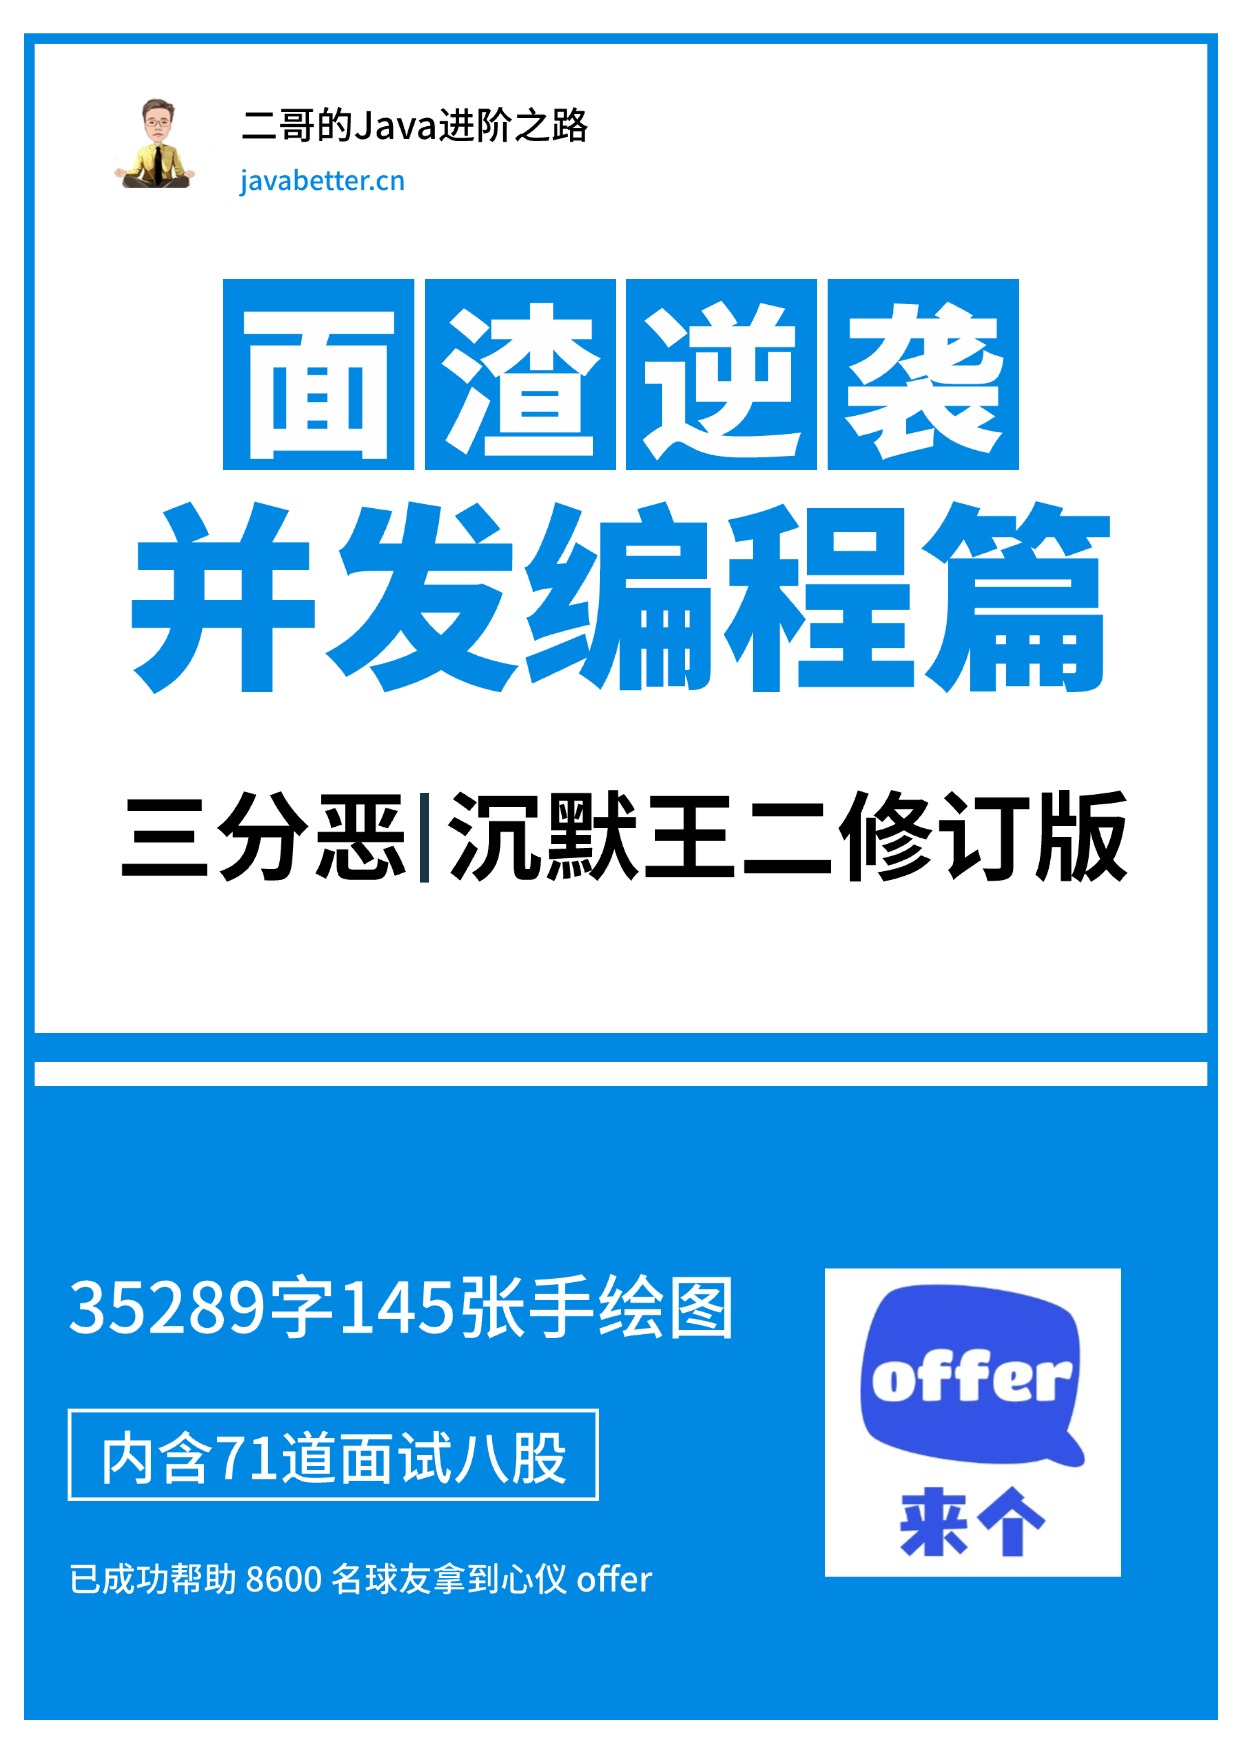 二哥的Java进阶之路
javabetter.cn
面渣逆袭
并发编程篇
三分恶|沉默王二修订版
35289字145张手绘图
内含71道面试八股
已成功帮助 8600 名球友拿到心仪 offer
offer
来个